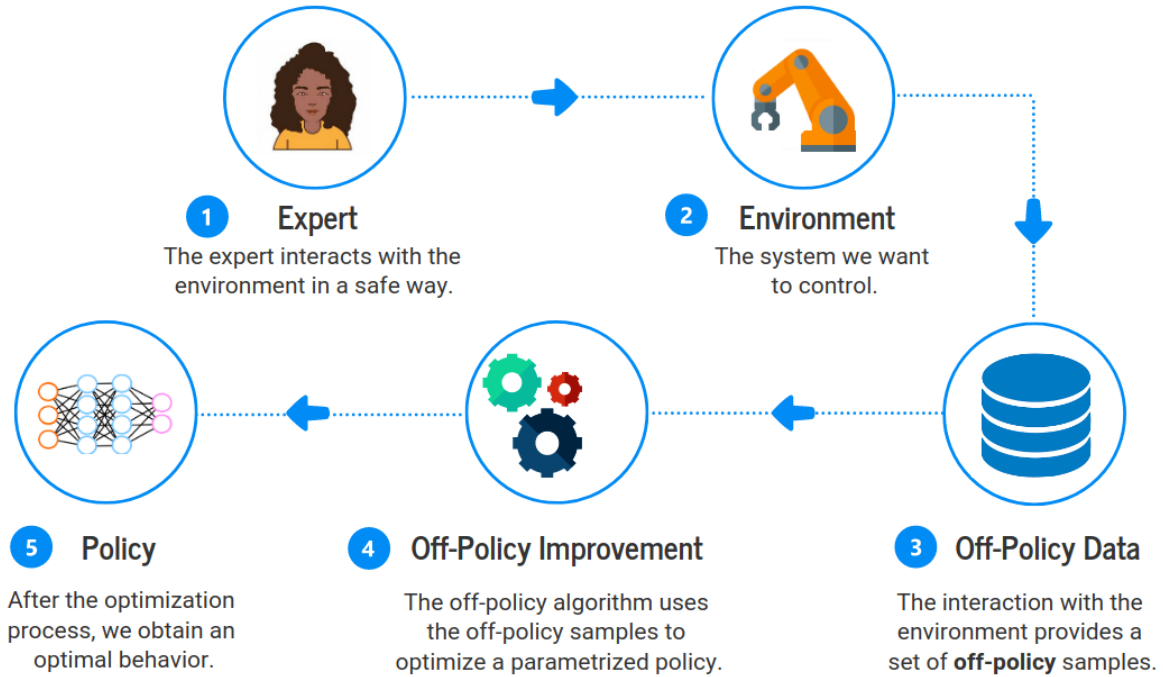 1 Expert
The expert interacts with the
environment in a safe way.
2 Environment
The system we want
to control.
3 Off-Policy Data
The interaction with the
environment provides a
set of off-policy samples.
4 Off-Policy Improvement
The off-policy algorithm uses
the off-policy samples to
optimize a parametrized policy.
5 Policy
After the optimization
process, we obtain an
optimal behavior.